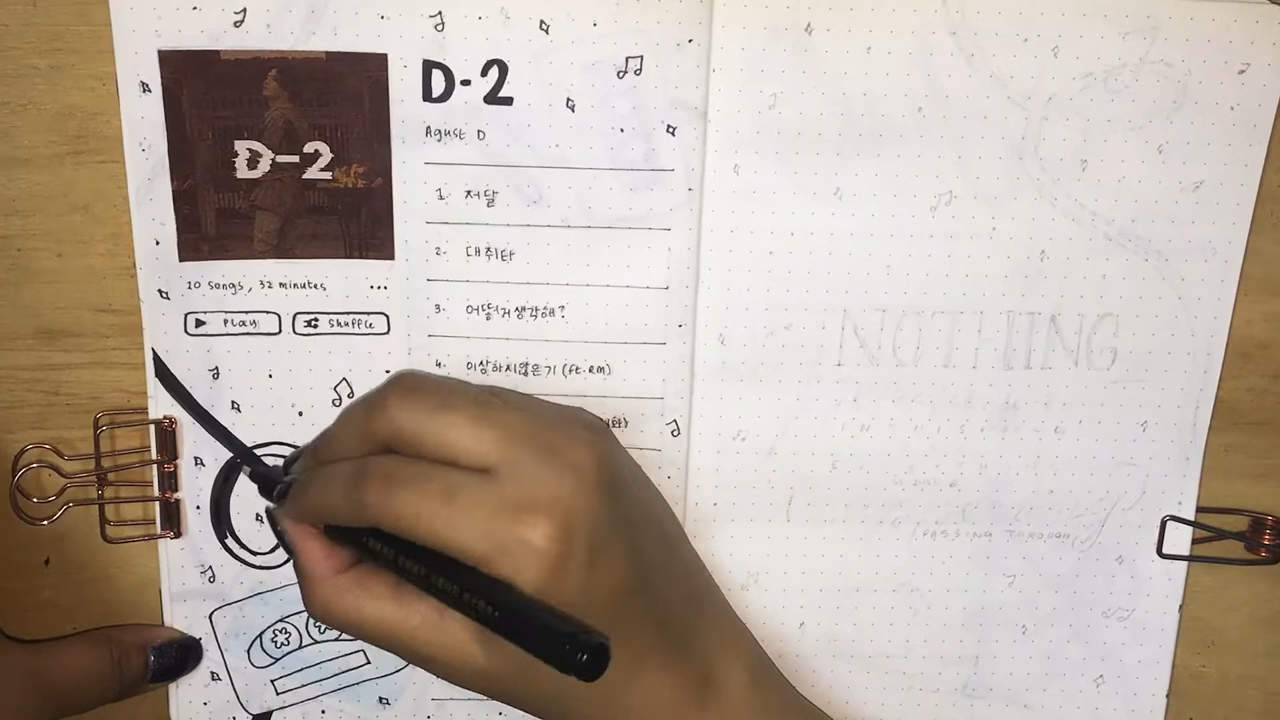 D-2
D-2
Agust D
1. 저달
2. 대취타
3. 어떻게생각해?
4. 이상하지않은가 (ft. RM)
10 songs, 32 minutes
...
PLAY
Shuffle
NOTHING
(PASSING THROUGH)